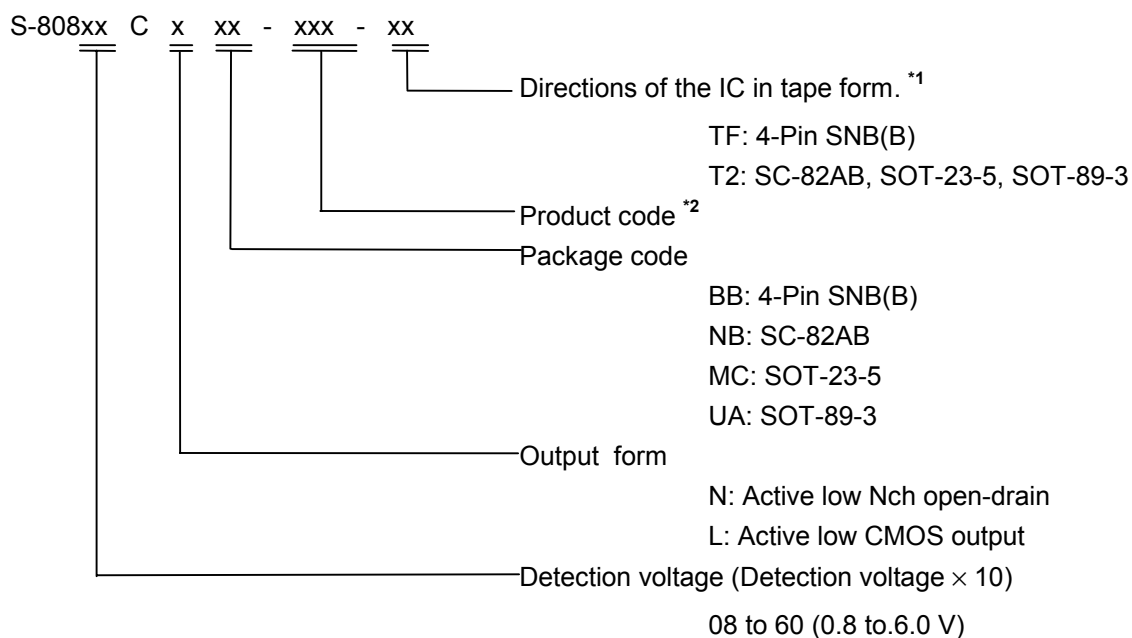 S-808xx C x xx - xxx - xx
Directions of the IC in tape form. *1
TF: 4-Pin SNB(B)
T2: SC-82AB, SOT-23-5, SOT-89-3
Product code *2
Package code
BB: 4-Pin SNB(B)
NB: SC-82AB
MC: SOT-23-5
UA: SOT-89-3
Output form
N: Active low Nch open-drain
L: Active low CMOS output
Detection voltage (Detection voltage × 10)
08 to 60 (0.8 to.6.0 V)